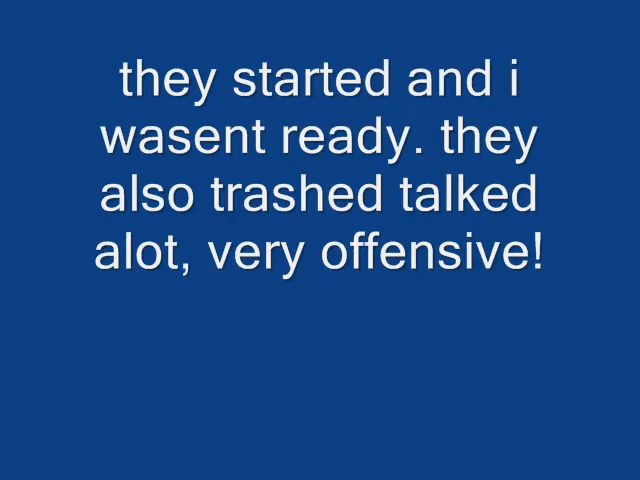 they started and i
wasent ready. they
also trashed talked
alot, very offensive!